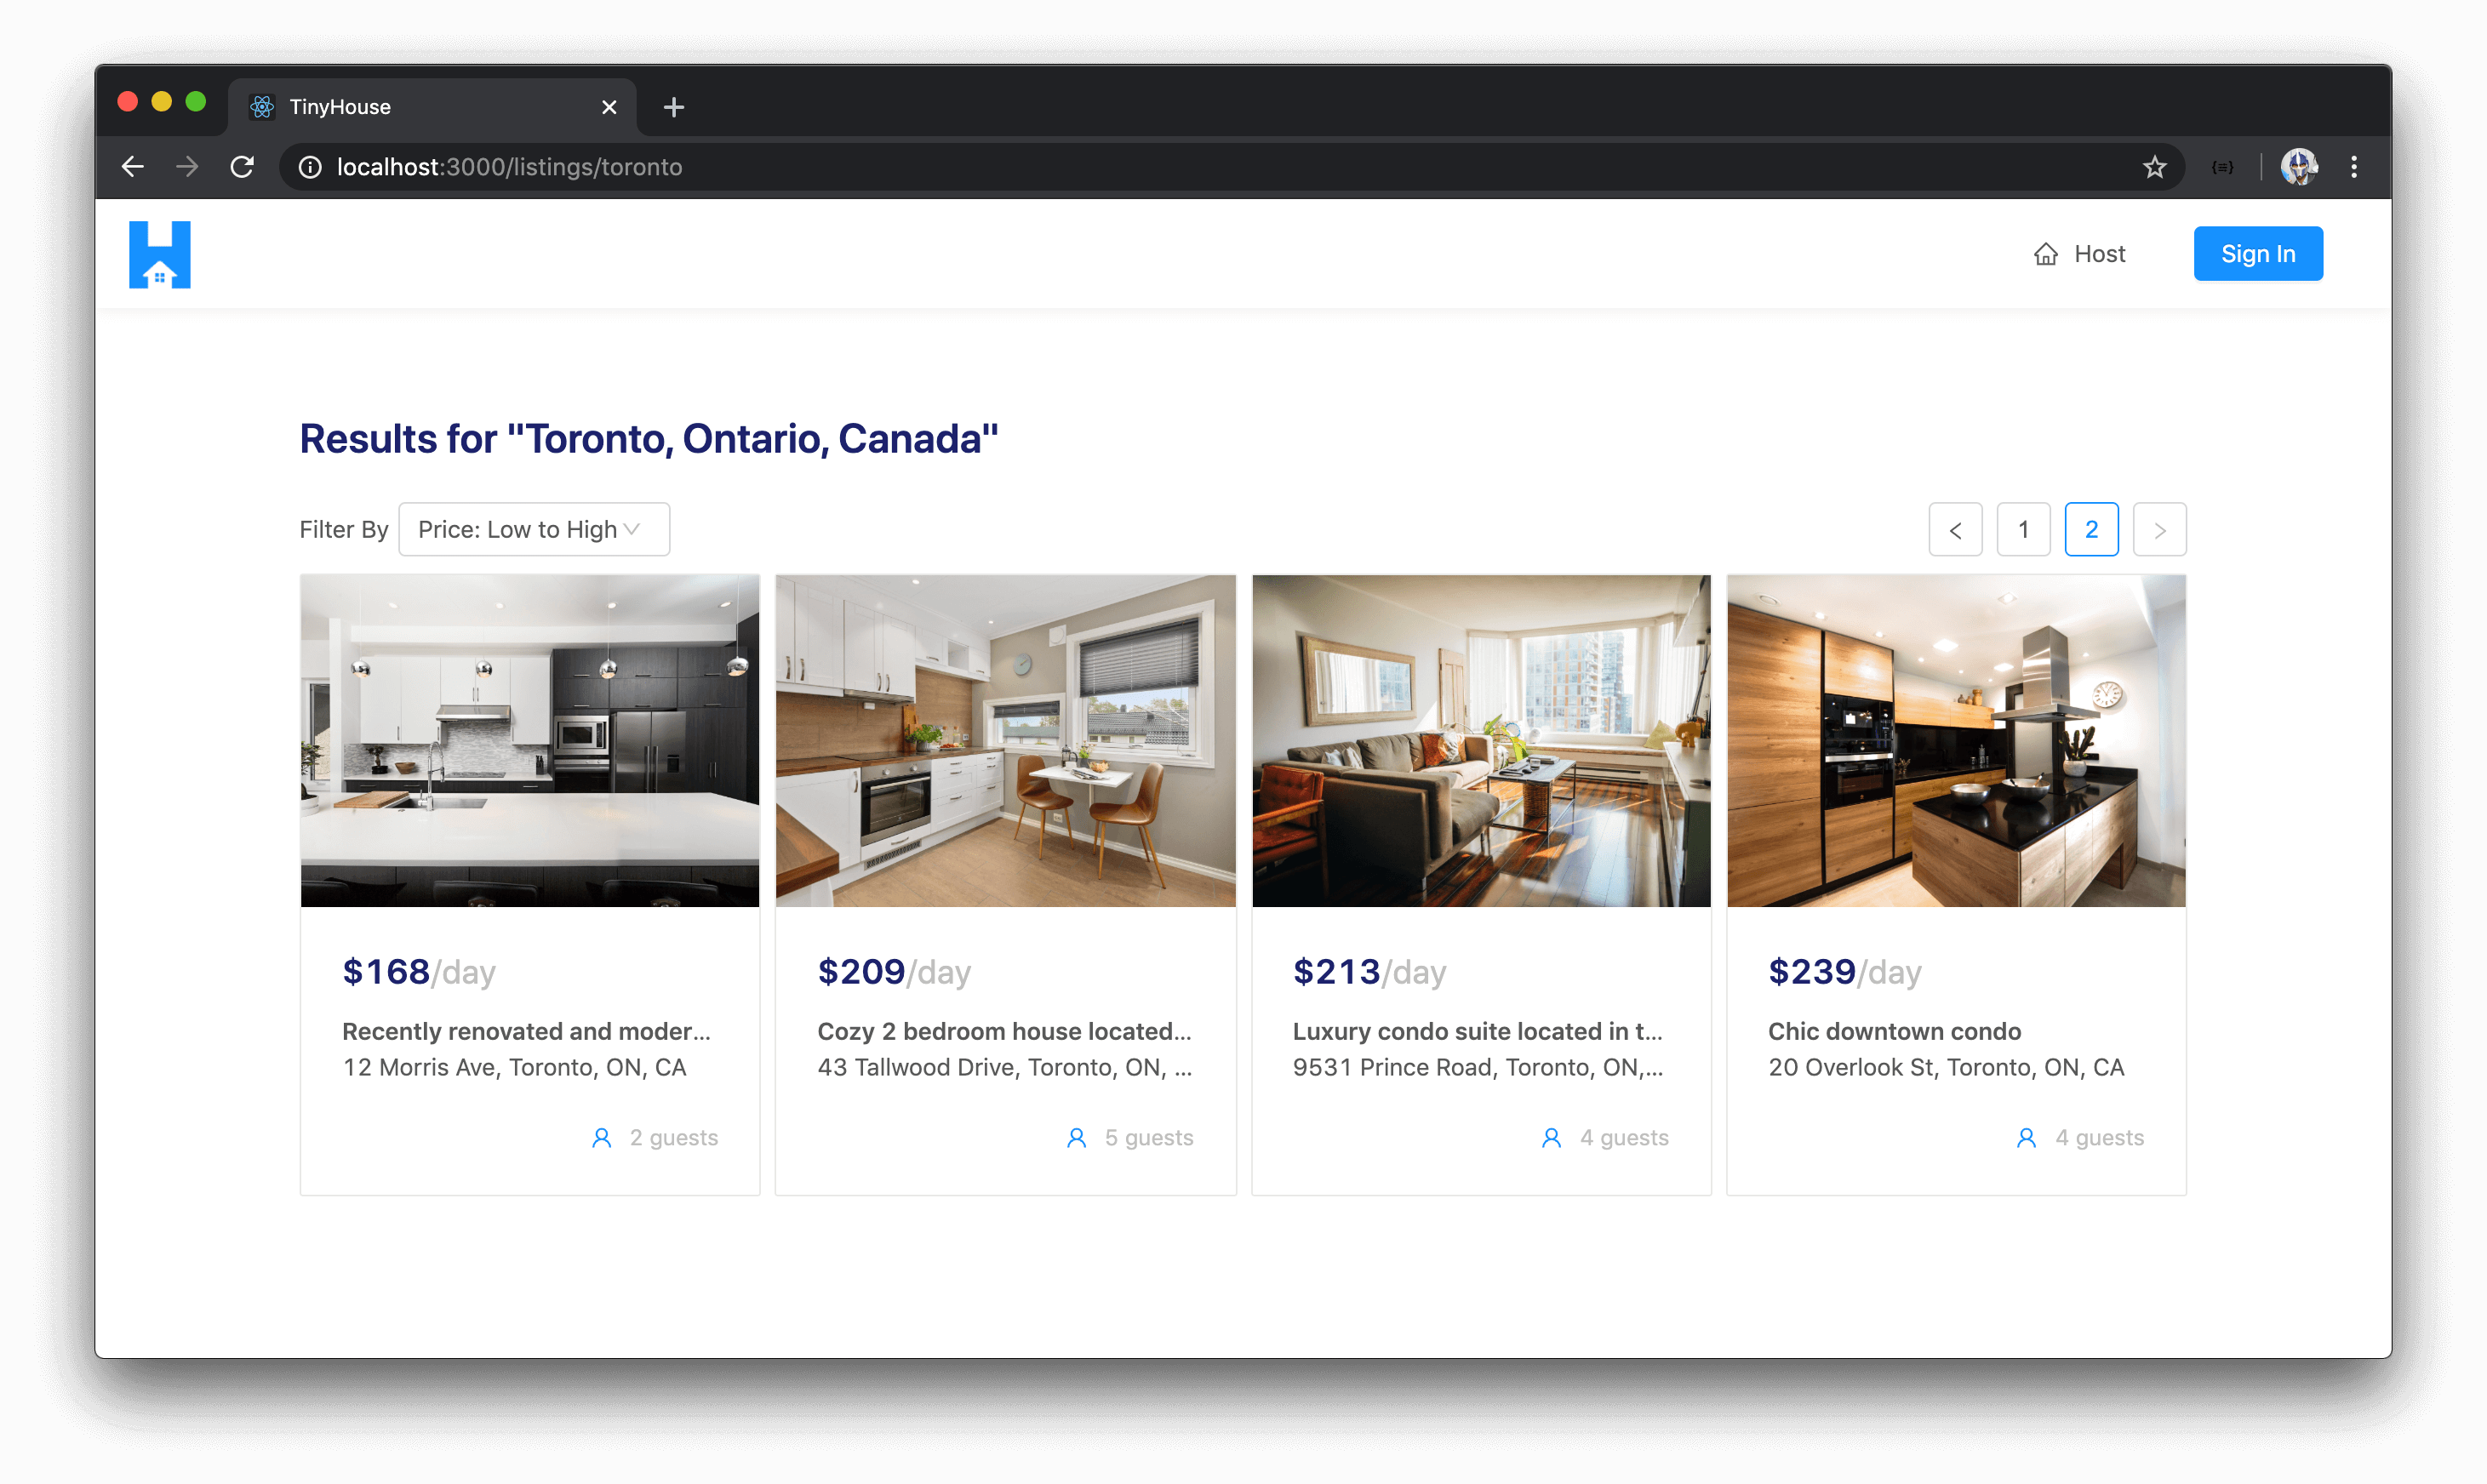 TinyHouse
localhost:3000/listings/toronto
Host
Sign In
Results for "Toronto, Ontario, Canada"
Filter By Price: Low to High
1 2
$168/day
Recently renovated and moder...
12 Morris Ave, Toronto, ON, CA
2 guests
$209/day
Cozy 2 bedroom house located...
43 Tallwood Drive, Toronto, ON, ...
5 guests
$213/day
Luxury condo suite located in t...
9531 Prince Road, Toronto, ON,...
4 guests
$239/day
Chic downtown condo
20 Overlook St, Toronto, ON, CA
4 guests